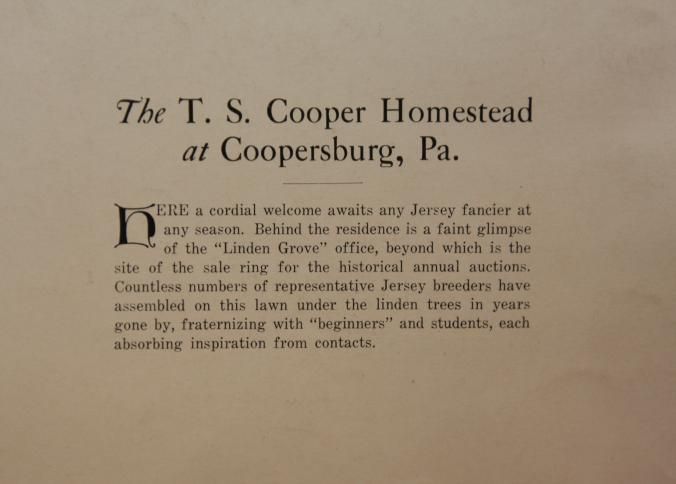 The T. S. Cooper Homestead
at Coopersburg, Pa.
HERE a cordial welcome awaits any Jersey fancier at
any season. Behind the residence is a faint glimpse
of the “Linden Grove” office, beyond which is the
site of the sale ring for the historical annual auctions.
Countless numbers of representative Jersey breeders have
assembled on this lawn under the linden trees in years
gone by, fraternizing with “beginners” and students, each
absorbing inspiration from contacts.